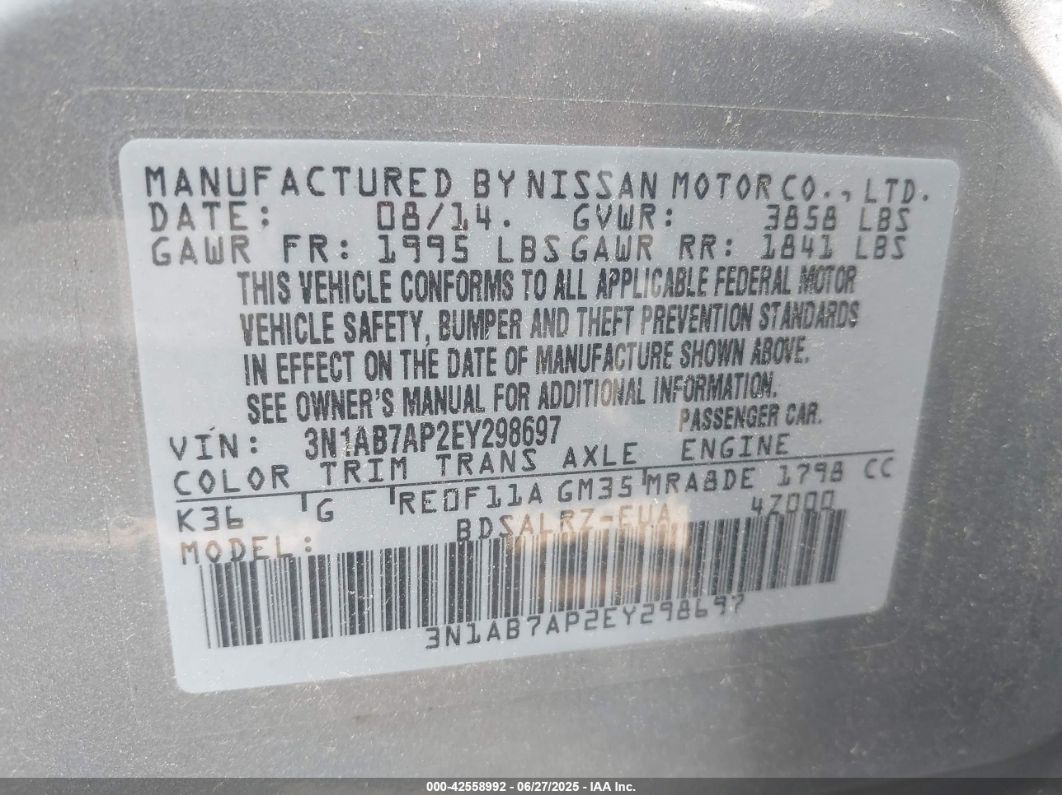 MANUFACTURED BY NISSAN MOTOR CO., LTD.
DATE: 08/14. GVWR: 3858 LBS
GAWR FR: 1995 LBS GAWR RR: 1841 LBS
THIS VEHICLE CONFORMS TO ALL APPLICABLE FEDERAL MOTOR
VEHICLE SAFETY, BUMPER AND THEFT PREVENTION STANDARDS
IN EFFECT ON THE DATE OF MANUFACTURE SHOWN ABOVE.
SEE OWNER'S MANUAL FOR ADDITIONAL INFORMATION.
VIN: 3N1AB7AP2EY298697 PASSENGER CAR.
COLOR TRIM TRANS AXLE ENGINE
K36 G RE0F11A GM35 MRA8DE 1798 CC
MODEL: BDSALRZ-EUA 4Z000
3N1AB7AP2EY298697
000-42558992 - 06/27/2025 - IAA Inc.